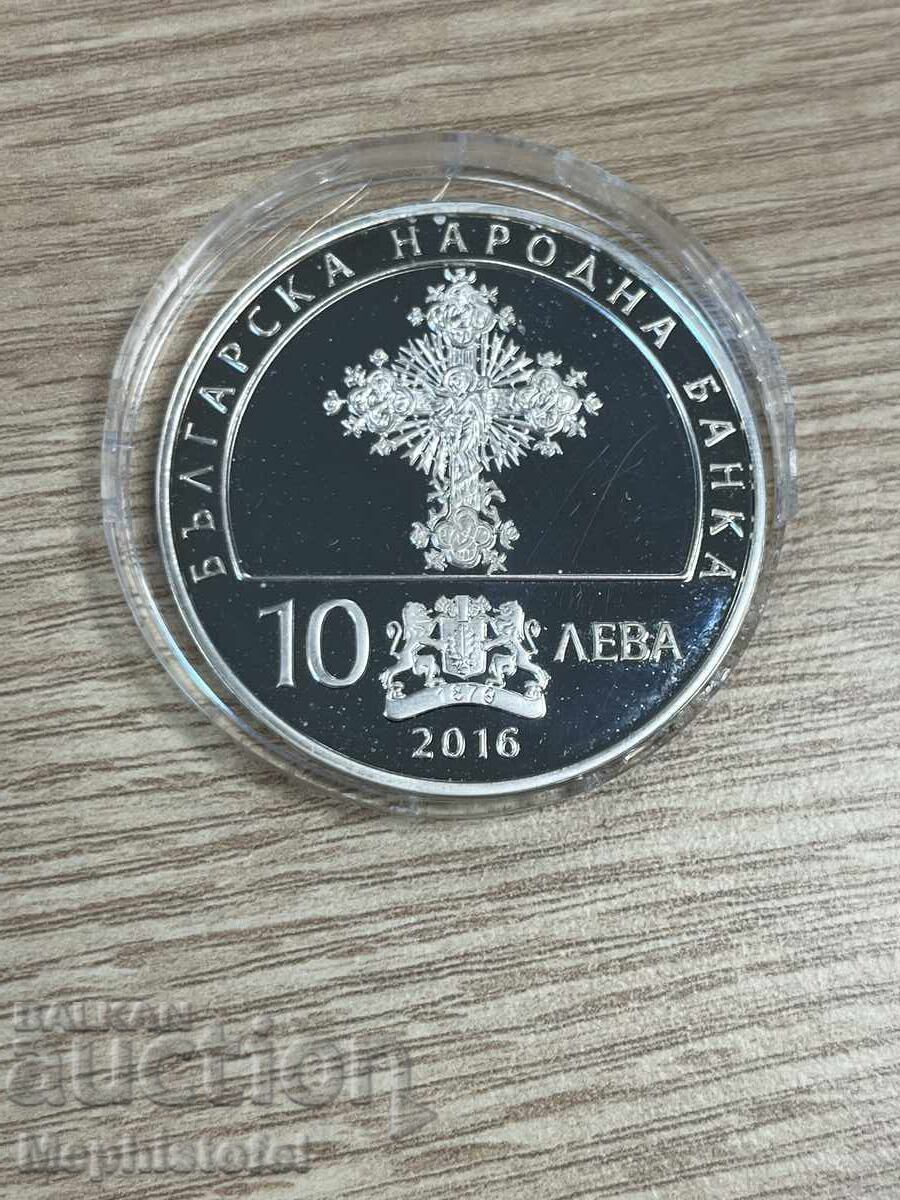 БЪЛГАРСКА НАРОДНА БАНКА
10 ЛЕВА
1879
2016
BALKAN
auction
Mephistofel